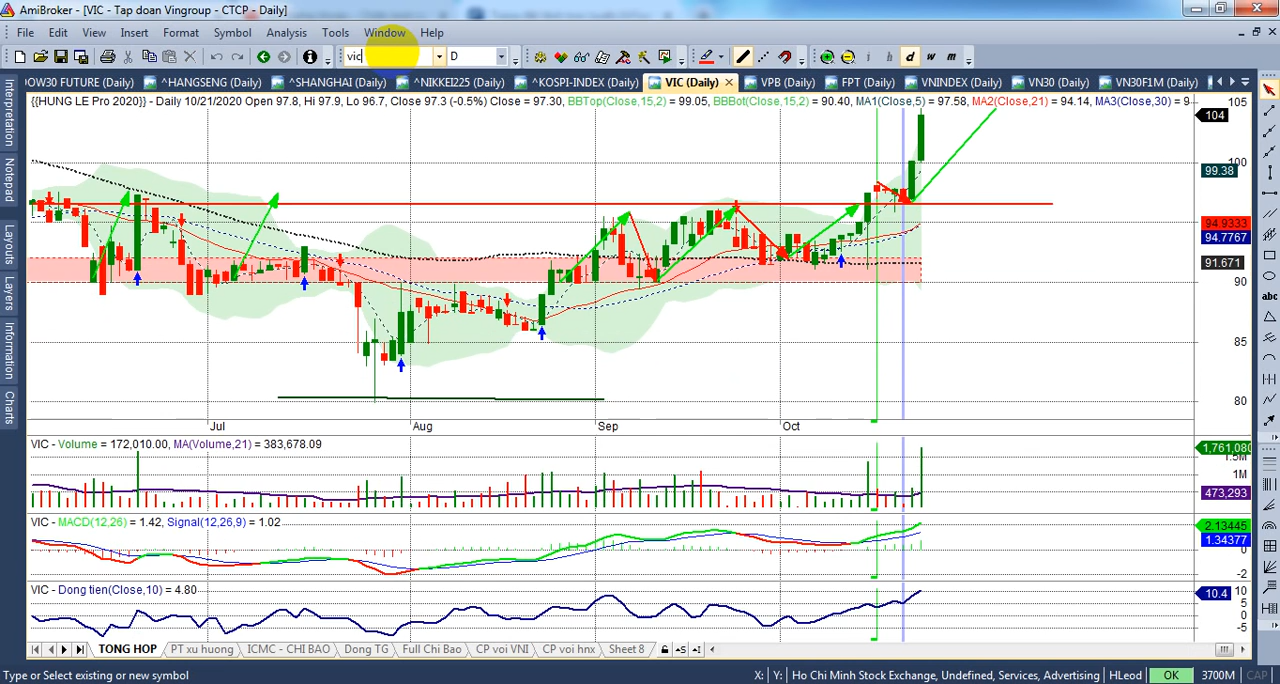 AmiBroker - [VIC - Tap doan Vingroup - CTCP - Daily]
File Edit View Insert Format Symbol Analysis Tools Window Help
vic D i h d w m
OW30 FUTURE (Daily) ^HANGSENG (Daily) ^SHANGHAI (Daily) ^NIKKEI225 (Daily) ^KOSPI-INDEX (Daily) VIC (Daily) VPB (Daily) FPT (Daily) VNINDEX (Daily) VN30 (Daily) VN30F1M (Daily)
{{HUNG LE Pro 2020}} - Daily 10/21/2020 Open 97.8, Hi 97.9, Lo 96.7, Close 97.3 (-0.5%) Close = 97.30, BBTop(Close,15,2) = 99.05, BBBot(Close,15,2) = 90.40, MA1(Close,5) = 97.58, MA2(Close,21) = 94.14, MA3(Close,30) = 9
105
104
100
99.38
94.9333
94.7767
91.671
90
85
80
Jul Aug Sep Oct
Interpretation
Notepad
Layouts
Layers
Information
Charts
abc
VIC - Volume = 172,010.00, MA(Volume,21) = 383,678.09
1,761,080
1.5M
1M
473,293
VIC - MACD(12,26) = 1.42, Signal(12,26,9) = 1.02
2.13445
1.34377
0
-2
VIC - Dong tien(Close,10) = 4.80
10.4
10
5
0
-5
TONG HOP PT xu huong ICMC - CHI BAO Dong TG Full Chi Bao CP voi VNI CP voi hnx Sheet 8
Type or Select existing or new symbol X: Y: Ho Chi Minh Stock Exchange, Undefined, Services, Advertising HLeod OK 3700M CAP